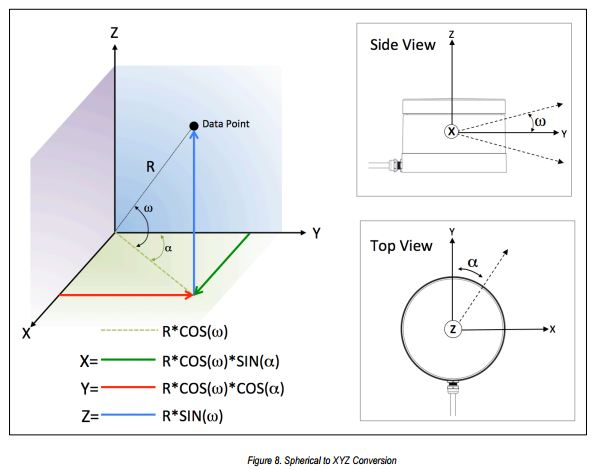 Z
Data Point
R
ω
α
Y
X
R*COS(ω)
X= R*COS(ω)*SIN(α)
Y= R*COS(ω)*COS(α)
Z= R*SIN(ω)
Side View
Z
X
ω
Y
Top View
Y
α
Z
X
Figure 8. Spherical to XYZ Conversion